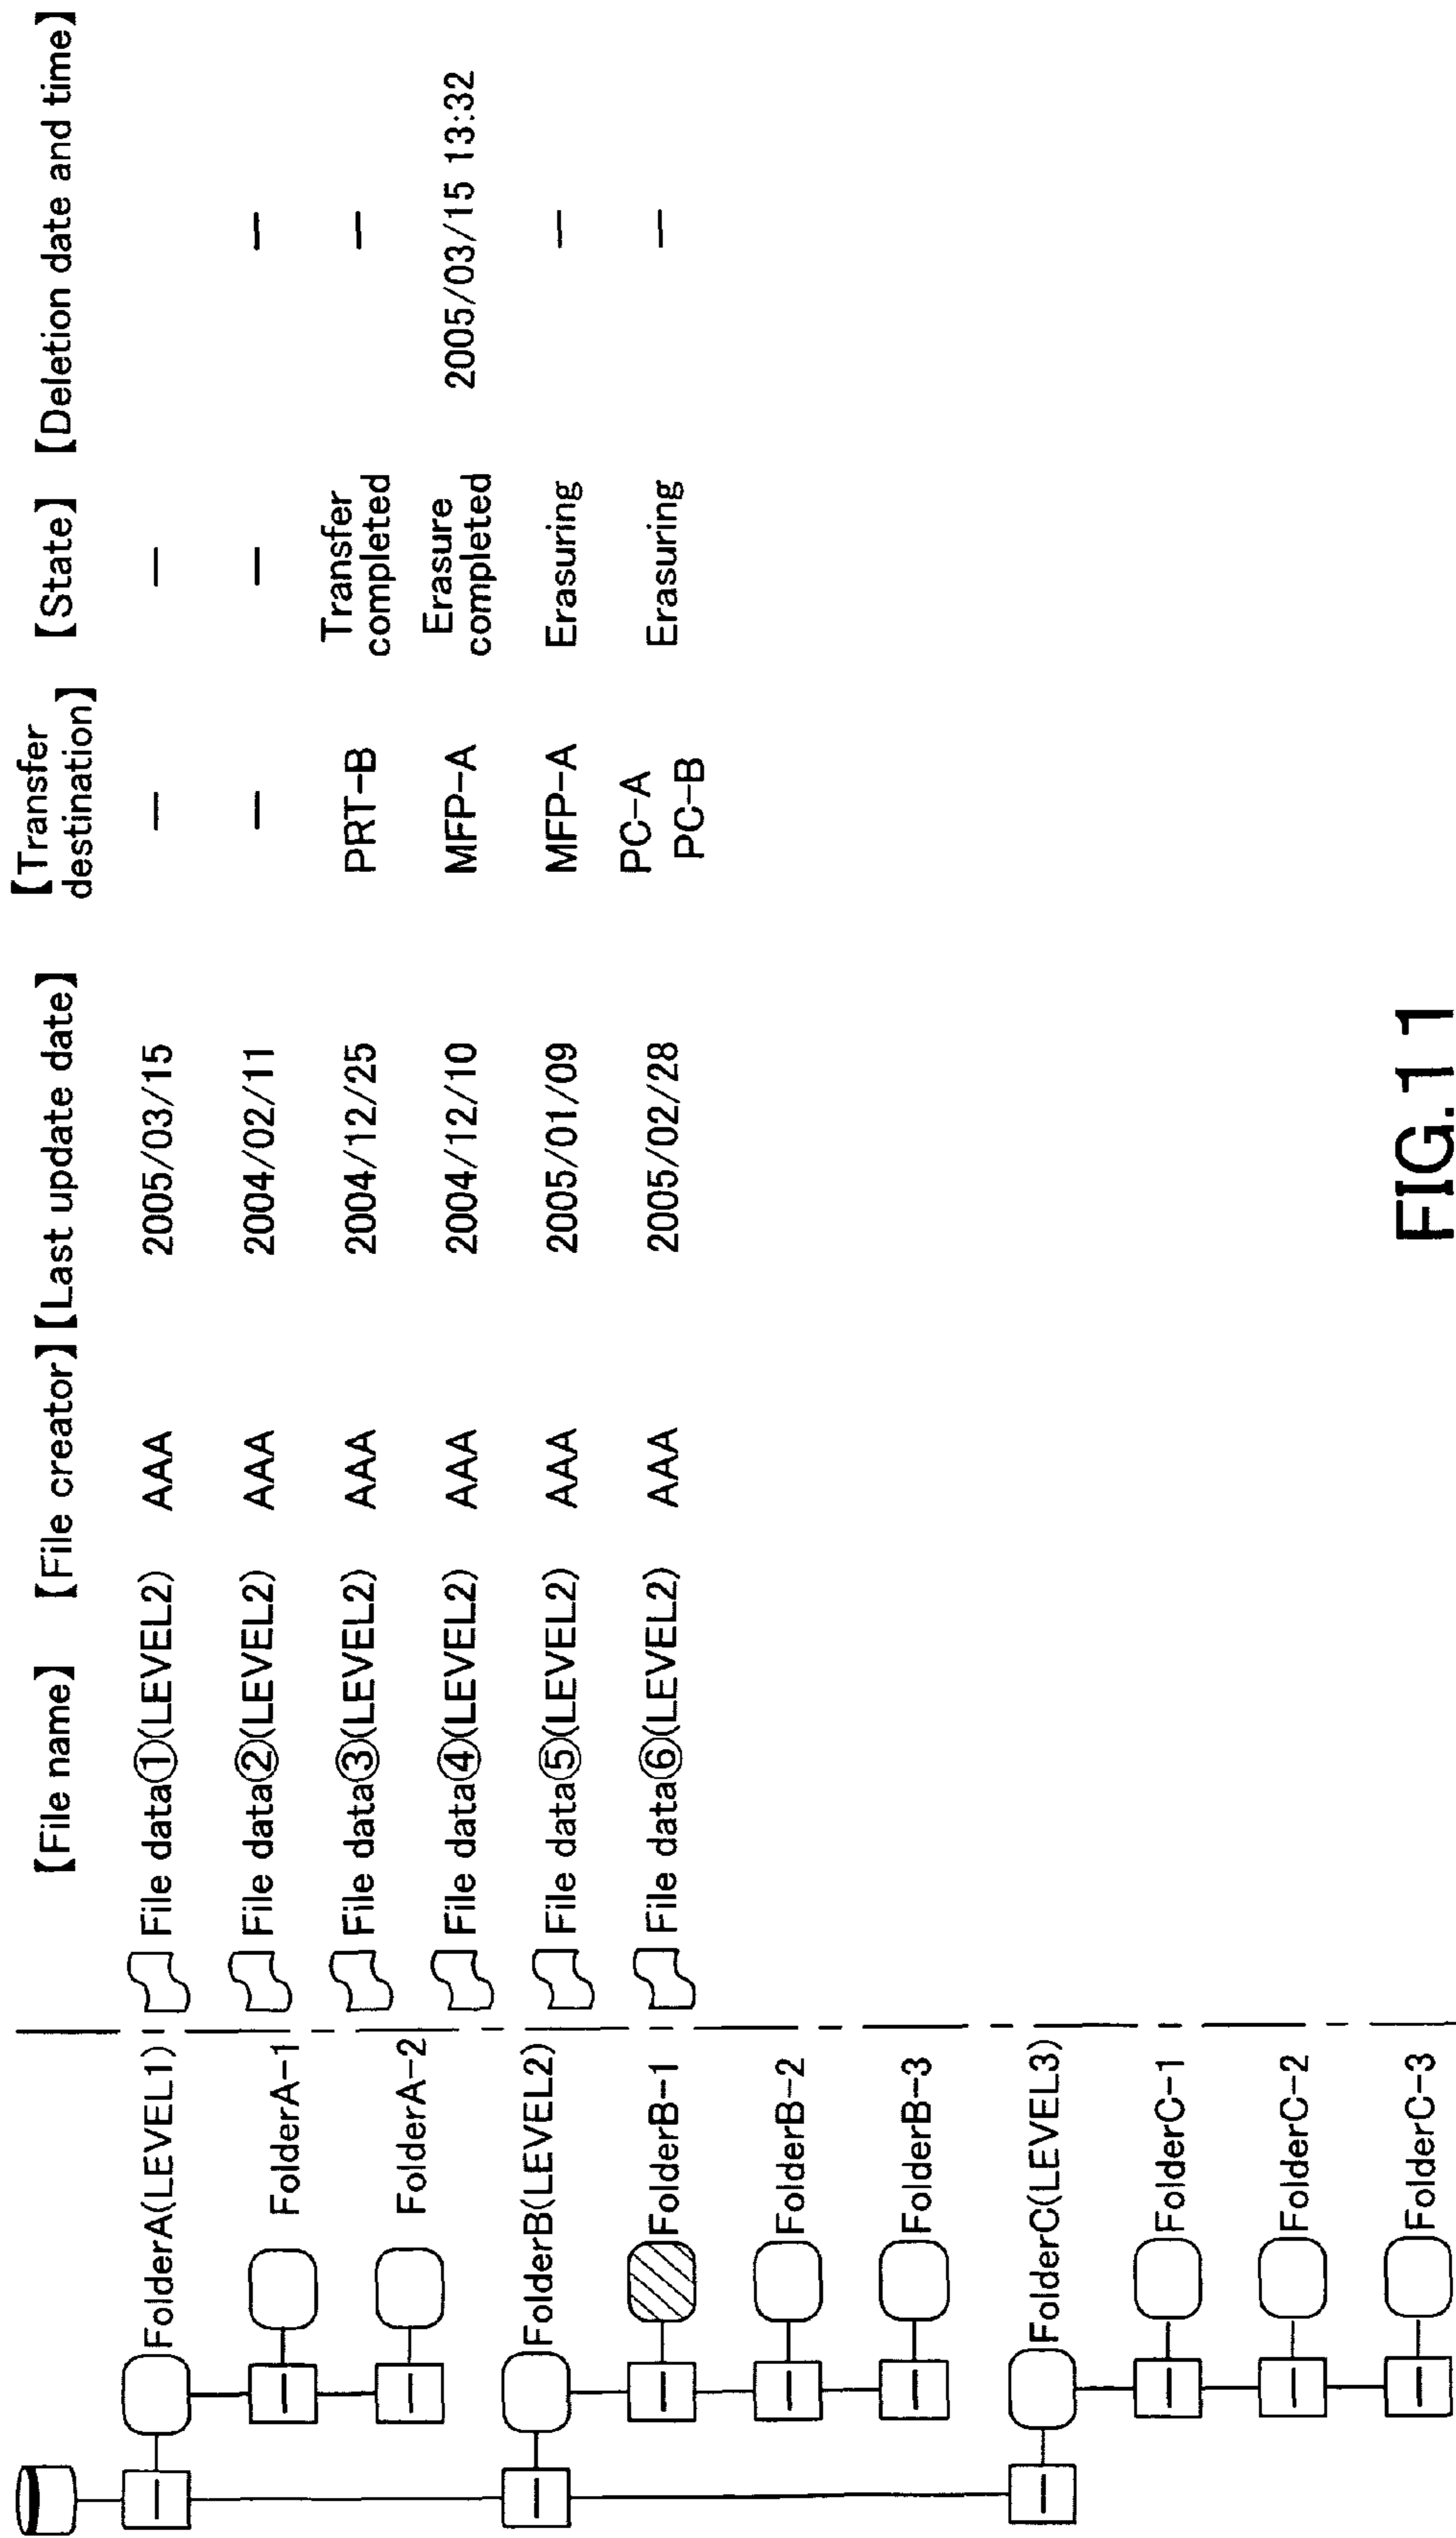 【File name】 【File creator】 【Last update date】 【Transfer destination】 【State】 【Deletion date and time】
FolderA(LEVEL1)
FolderA-1
FolderA-2
FolderB(LEVEL2)
FolderB-1
FolderB-2
FolderB-3
FolderC(LEVEL3)
FolderC-1
FolderC-2
FolderC-3
File data①(LEVEL2) AAA 2005/03/15 — —
File data②(LEVEL2) AAA 2004/02/11 — — —
File data③(LEVEL2) AAA 2004/12/25 PRT-B Transfer completed —
File data④(LEVEL2) AAA 2004/12/10 MFP-A Erasure completed 2005/03/15 13:32
File data⑤(LEVEL2) AAA 2005/01/09 MFP-A Erasuring —
File data⑥(LEVEL2) AAA 2005/02/28 PC-A PC-B Erasuring —
FIG.11